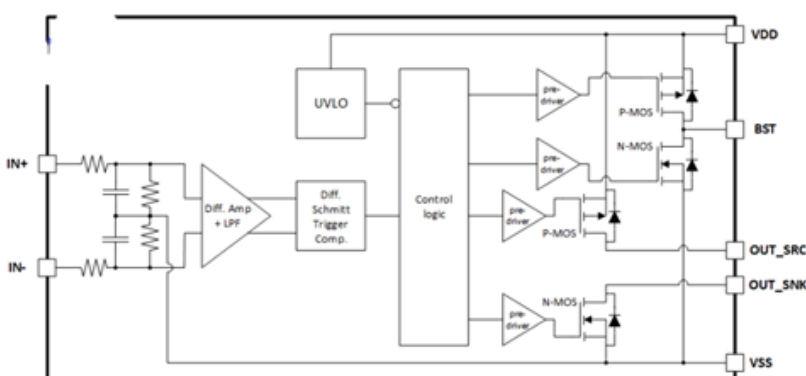 VDD
UVLO
pre-
driver
P-MOS
BST
N-MOS
pre-
driver
IN+
Diff. Amp
+ LPF
Diff.
Schmitt
Trigger
Comp.
Control
logic
pre-
driver
P-MOS
OUT_SRC
IN-
OUT_SNK
N-MOS
pre-
driver
VSS